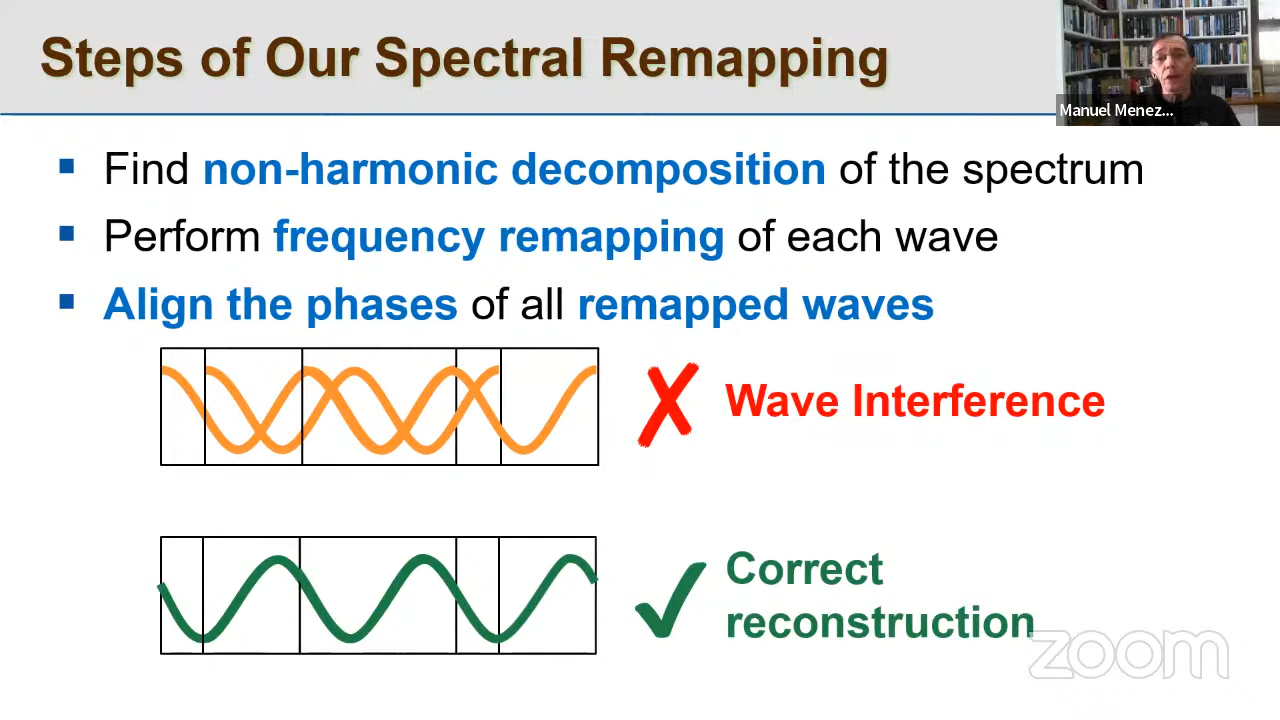 Steps of Our Spectral Remapping
Manuel Menez...
Find non-harmonic decomposition of the spectrum
Perform frequency remapping of each wave
Align the phases of all remapped waves
Wave Interference
Correct
reconstruction
zoom